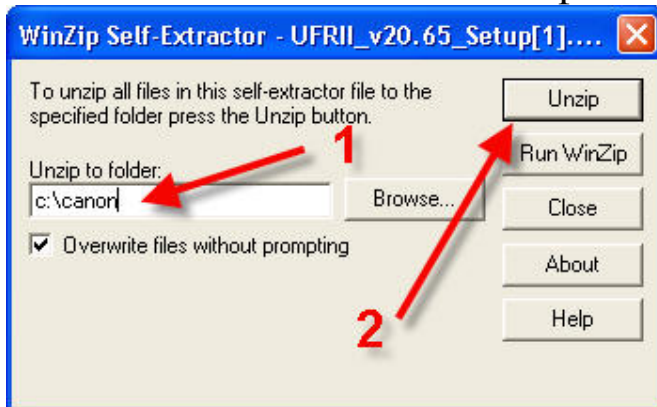 WinZip Self-Extractor - UFRII_v20.65_Setup[1]....
To unzip all files in this self-extractor file to the
specified folder press the Unzip button.
1
Unzip to folder:
c:\canon
Browse...
Overwrite files without prompting
2
Unzip
Run WinZip
Close
About
Help